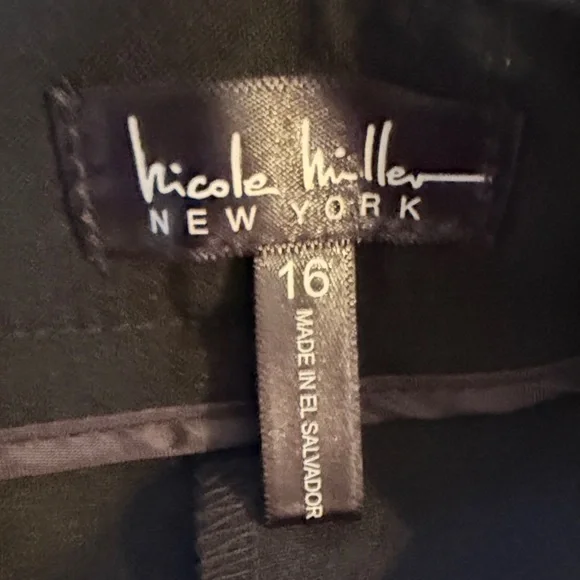 Nicole Miller
NEW YORK
16
MADE IN EL SALVADOR